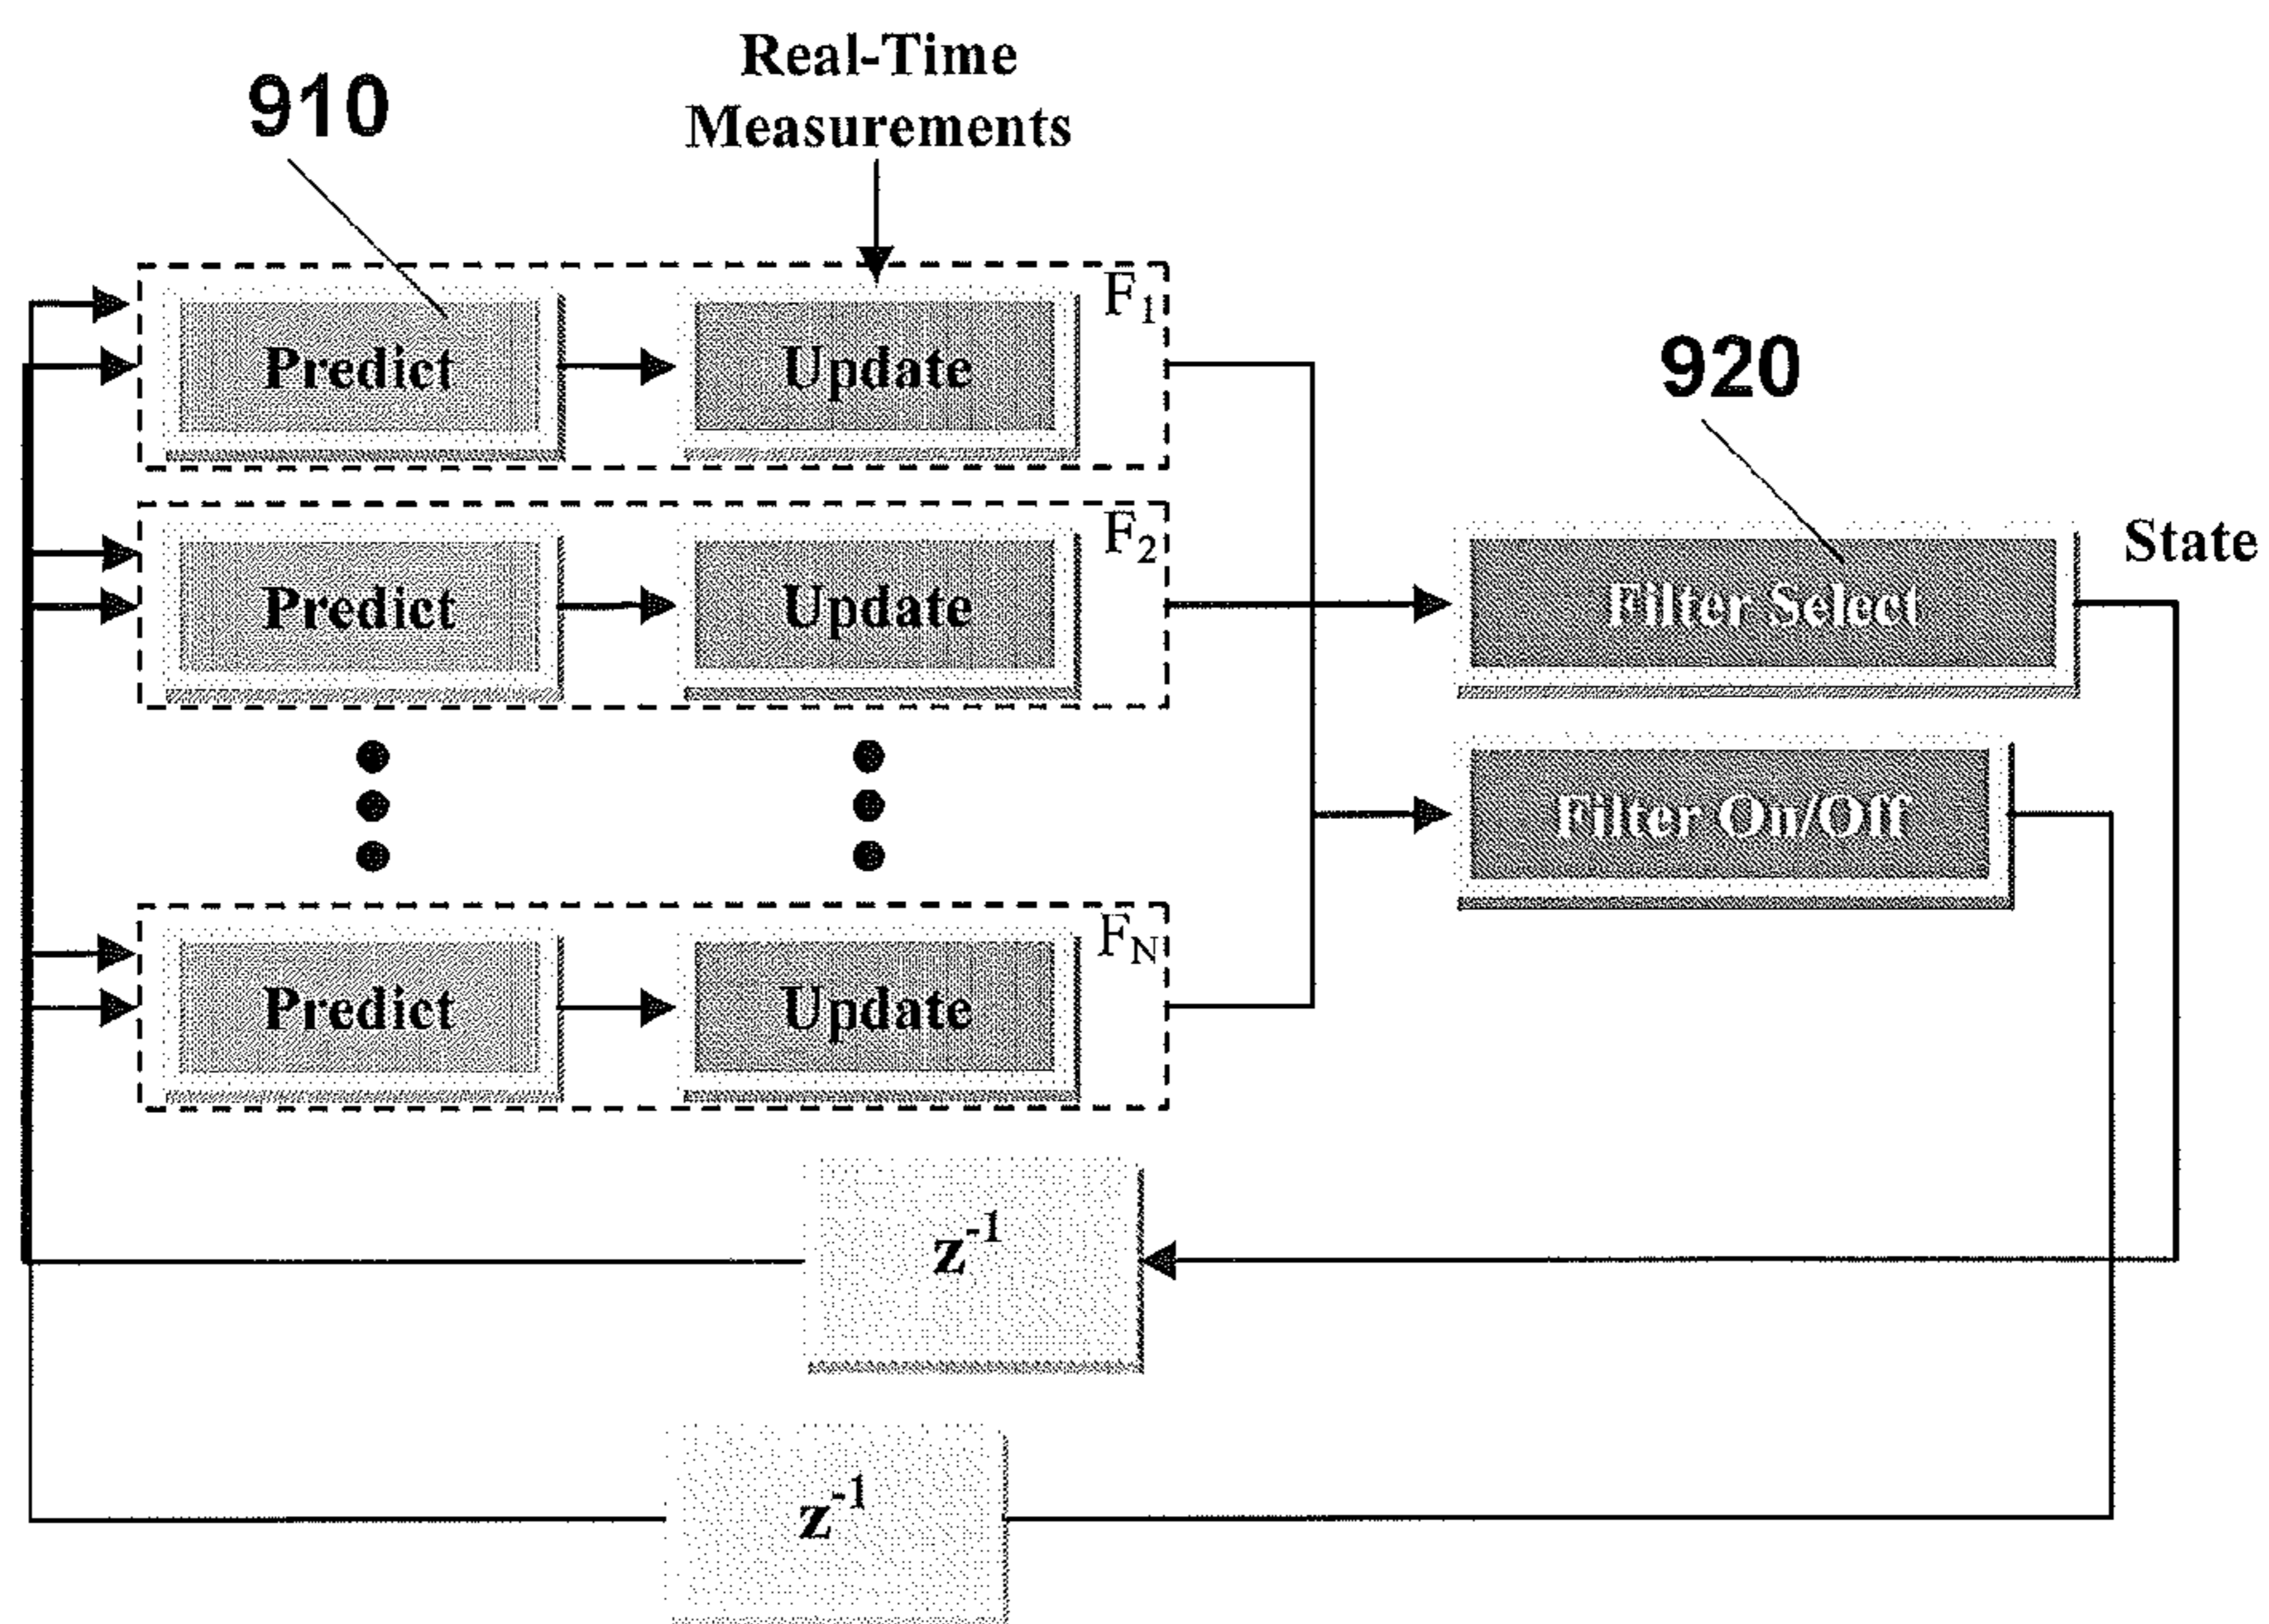 Real-Time
Measurements
910
F1
Predict
Update
920
F2
Predict
Update
Filter Select
State
Filter On/Off
FN
Predict
Update
z-1
z-1